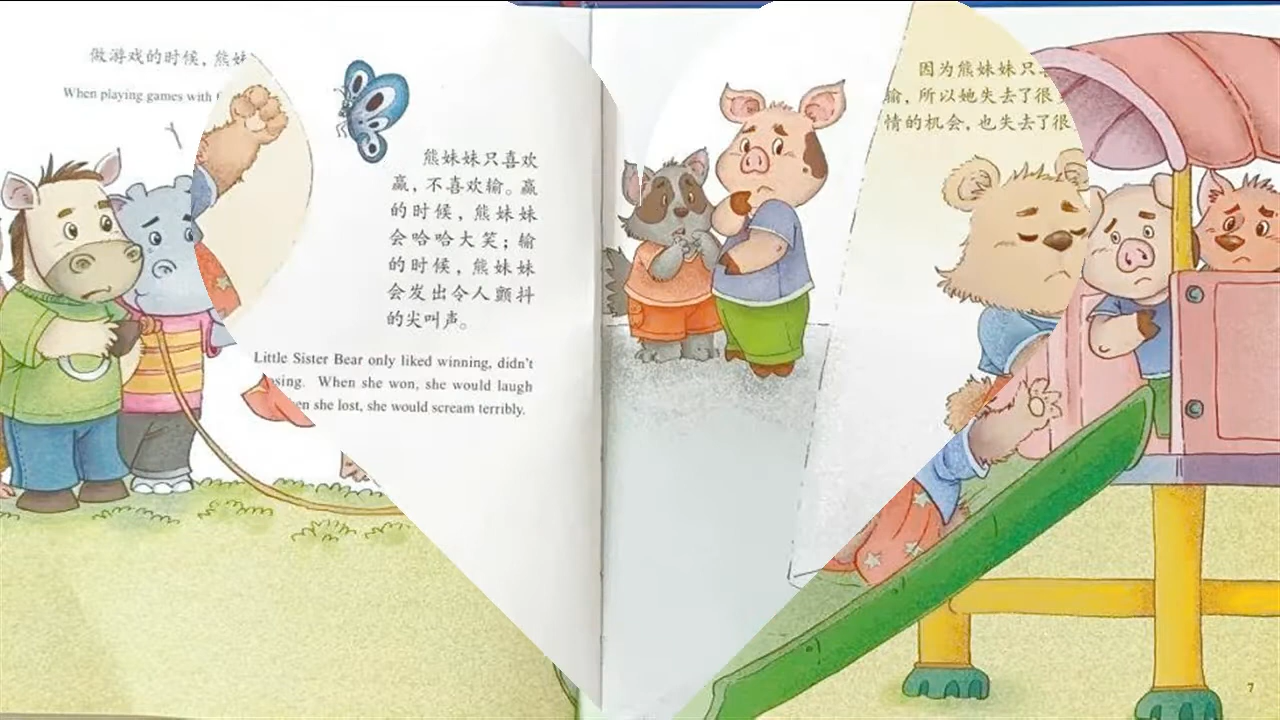 做游戏的时候，熊妹
When playing games with
熊妹妹只喜欢
赢，不喜欢输。赢
的时候，熊妹妹
会哈哈大笑；输
的时候，熊妹妹
会发出令人颤抖
的尖叫声。
Little Sister Bear only liked winning, didn't
When she won, she would laugh
she lost, she would scream terribly.
因为熊妹妹只
输，所以她失去了很
情的机会，也失去了很
7